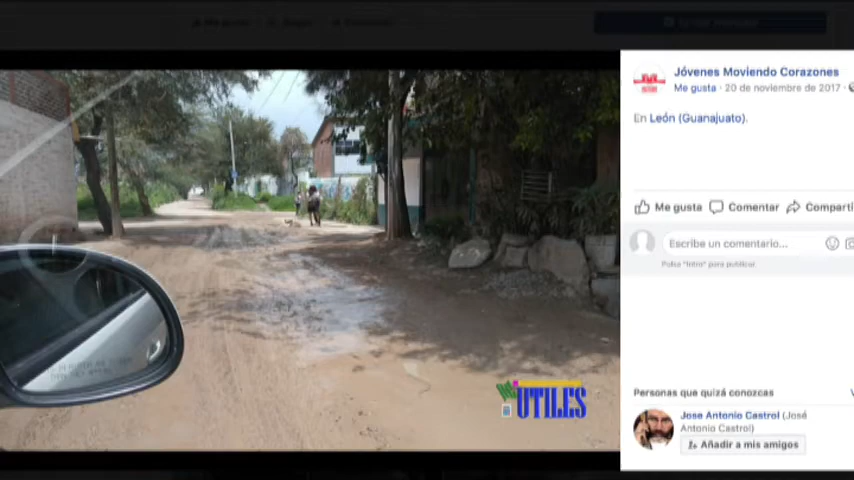 Jóvenes Moviendo Corazones
Me gusta · 20 de noviembre de 2017 ·
En León (Guanajuato).
Me gusta Comentar Comparti
Escribe un comentario...
Pulsa "Intro" para publicar.
UTILES
Personas que quizá conozcas
Jose Antonio Castrol (José
Antonio Castrol)
Añadir a mis amigos